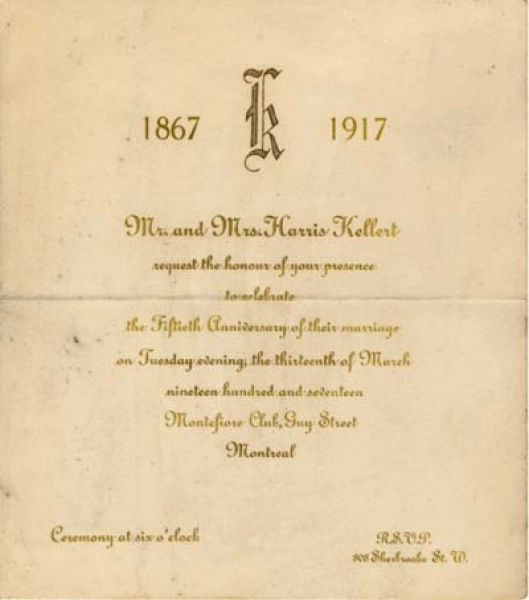 1867 k 1917
Mr. and Mrs. Harris Kellert
request the honour of your presence
to celebrate
the Fiftieth Anniversary of their marriage
on Tuesday evening, the thirteenth of March
nineteen hundred and seventeen
Montefiore Club, Guy Street
Montreal
Ceremony at six o'clock
R.S.V.P.
Sherbrooke St. W.